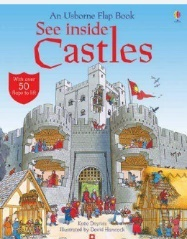 An Usborne Flap Book
See inside
Castles
With over
50
flaps to lift
Katie Daynes
Illustrated by David Hancock